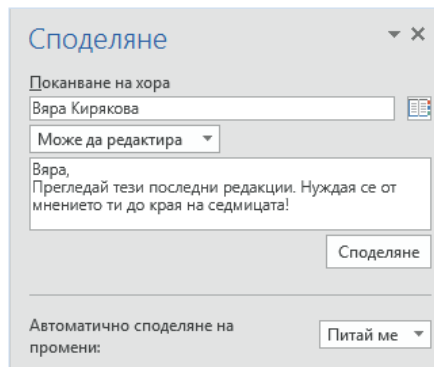 Споделяне
Поканване на хора
Вяра Кирякова
Може да редактира
Вяра,
Прегледай тези последни редакции. Нуждая се от
мнението ти до края на седмицата!
Споделяне
Автоматично споделяне на
промени:
Питай ме